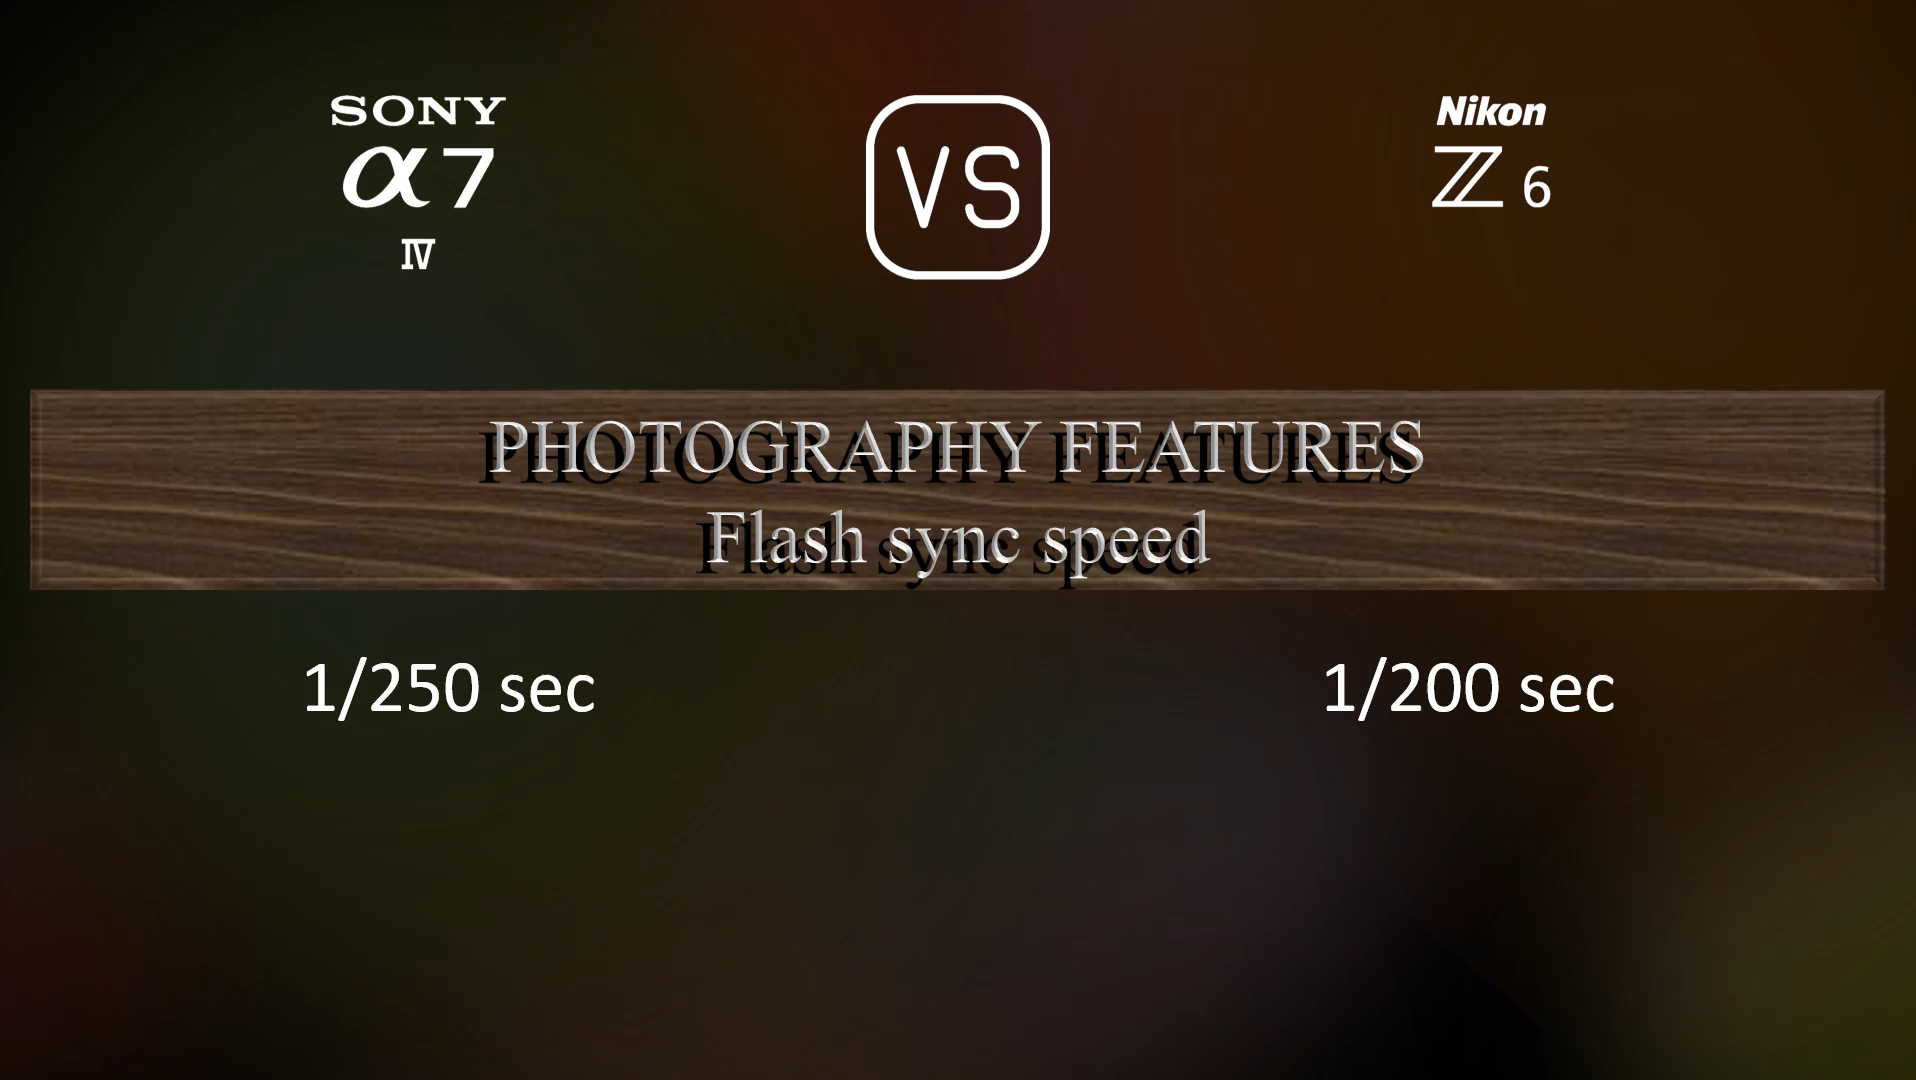 SONY
α7
IV
VS
Nikon
Z 6
PHOTOGRAPHY FEATURES
Flash sync speed
1/250 sec
1/200 sec